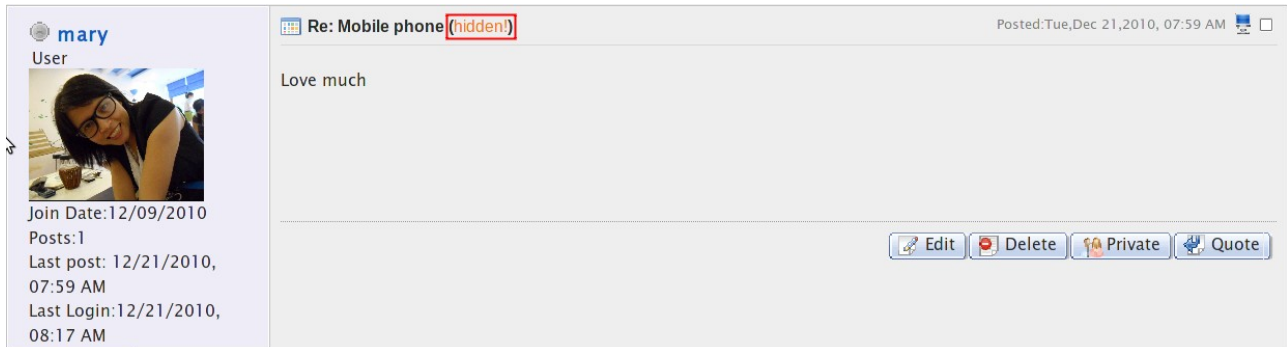 mary
User
Join Date:12/09/2010
Posts:1
Last post: 12/21/2010,
07:59 AM
Last Login:12/21/2010,
08:17 AM
Re: Mobile phone (hidden!)
Posted:Tue,Dec 21,2010, 07:59 AM
Love much
Edit Delete Private Quote